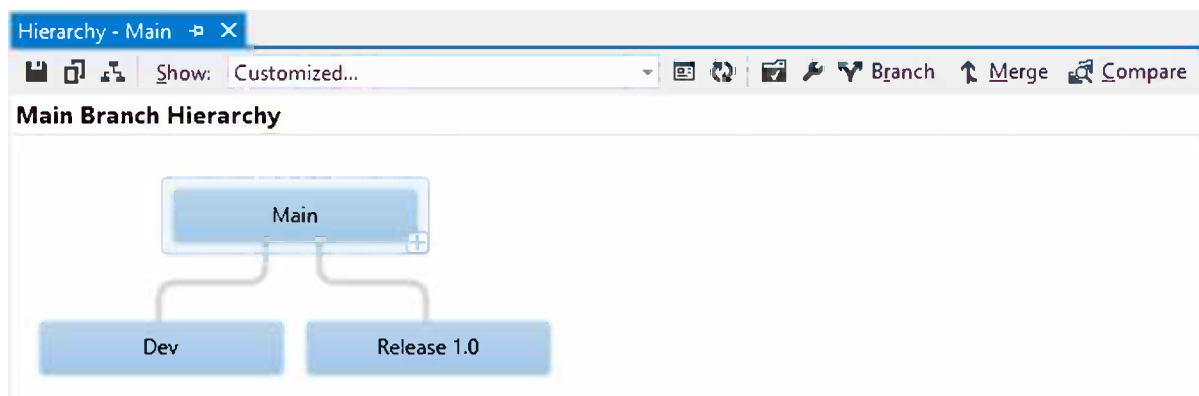 Hierarchy - Main
Show: Customized... Branch Merge Compare
Main Branch Hierarchy
Main
Dev Release 1.0